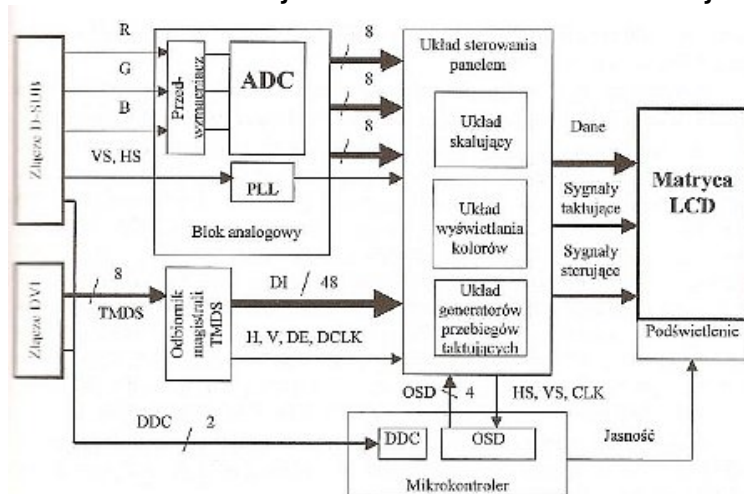 R
G
B
VS, HS
Złącze D-SUB
Przed-
wzmacniacz
ADC
PLL
Blok analogowy
8
8
8
Układ sterowania
panelem
Układ
skalujący
Układ
wyświetlania
kolorów
Układ
generatorów
przebiegów
taktujących
Dane
Sygnały
taktujące
Sygnały
sterujące
Matryca
LCD
Podświetlenie
Złącze DVI
8
TMDS
Odbiornik
magistrali
TMDS
DI / 48
H, V, DE, DCLK
OSD 4
HS, VS, CLK
DDC 2
DDC
OSD
Mikrokontroler
Jasność